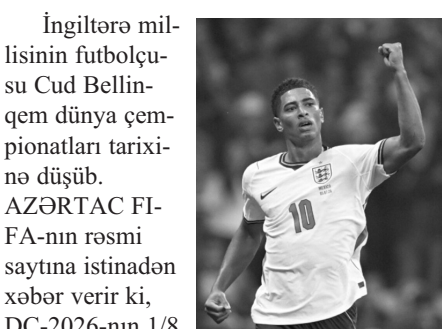 İngiltərə mil-
lisinin futbolçu-
su Cud Bellin-
qem dünya çem-
pionatları tarixi-
nə düşüb.
AZƏRTAC FI-
FA-nın rəsmi
saytına istinadən
xəbər verir ki,
DÇ-2026-nın 1/8
10